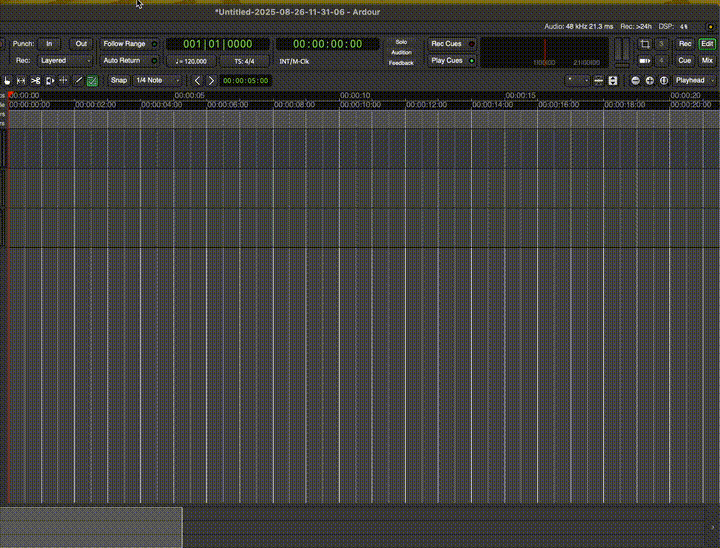 *Untitled-2025-08-26-11-31-06 - Ardour
Audio: 48 kHz 21.3 ms Rec: >24h DSP: 4%
Punch: In Out Follow Range 001|01|0000 00:00:00:00 Solo Rec Cues Rec Edit
Audition
Rec: Layered Auto Return ♩= 120,000 TS: 4/4 INT/M-Clk Feedback Play Cues Cue Mix
Snap 1/4 Note 00:00:05:00 Playhead
00:00:00 00:00:05 00:00:10 00:00:15 00:00:20
00:00:00:00 00:00:02:00 00:00:04:00 00:00:06:00 00:00:08:00 00:00:10:00 00:00:12:00 00:00:14:00 00:00:16:00 00:00:18:00 00:00:20:00